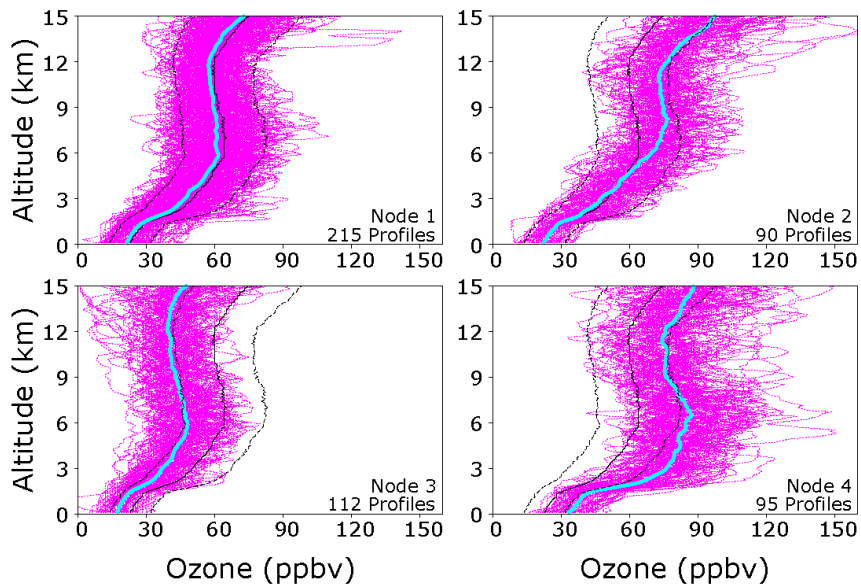 15
12
9
6
3
0
0 30 60 90 120 150
Altitude (km)
Node 1
215 Profiles
15
12
9
6
3
0
0 30 60 90 120 150
Node 2
90 Profiles
15
12
9
6
3
0
0 30 60 90 120 150
Altitude (km)
Ozone (ppbv)
Node 3
112 Profiles
15
12
9
6
3
0
0 30 60 90 120 150
Ozone (ppbv)
Node 4
95 Profiles